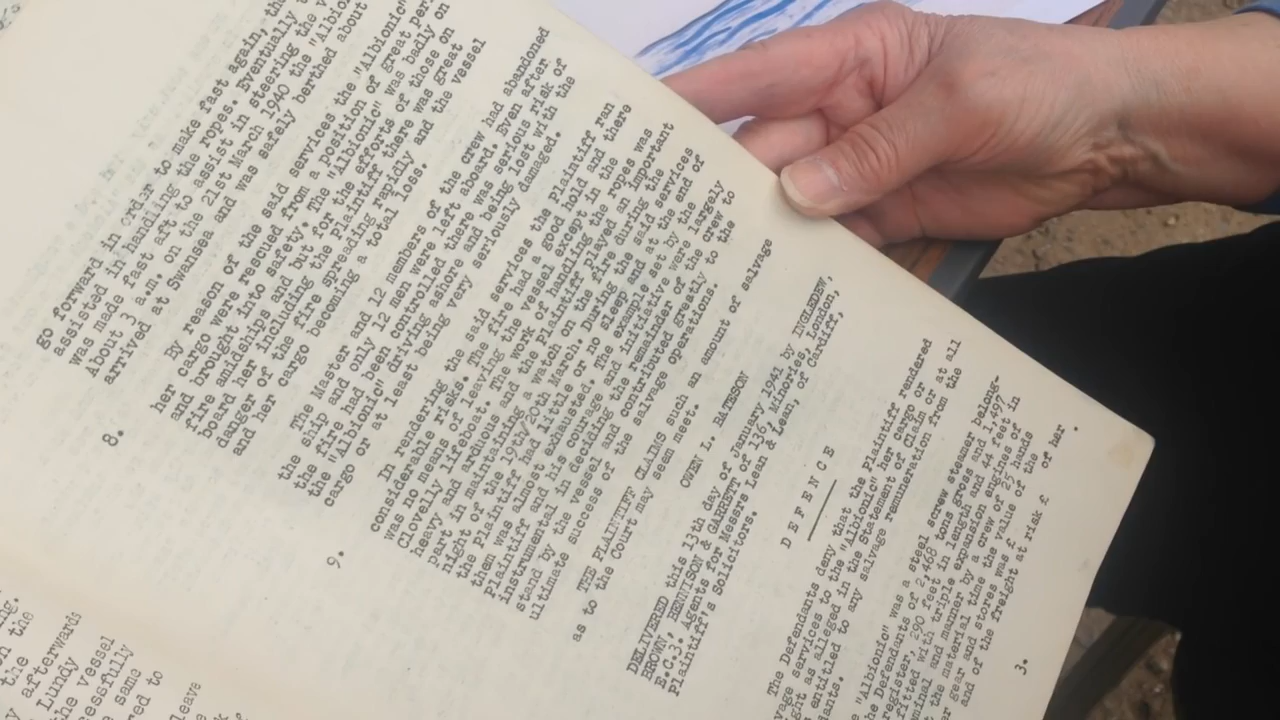 go forward in order to make fast again, the
assisted in handling the ropes. Eventually
was made fast aft to assist in steering the
About 3 a.m. on the 21st March 1940 the "Albio
arrived at Swansea and was safely berthed about
8.
By reason of the said services the "Albionic"
her cargo were rescued from a position of great per
and brought into safety. The "Albionic" was badly on
fire amidships and but for the efforts of those on
board her including the Plaintiff there was great
danger of the fire spreading rapidly and the vessel
and her cargo becoming a total loss.
The Master and 12 members of the crew had abandoned
the ship and only 12 men were left aboard. Even after
the fire had been controlled there was serious risk of
the "Albionic" driving ashore and being lost with the
cargo or at least being very seriously damaged.
9.
In rendering the said services the Plaintiff ran
considerable risks. The fire had a good hold and there
was no means of leaving the vessel except in the
Clovelly lifeboat. The work of handling the ropes was
heavy and arduous and the Plaintiff played an important
part in maintaining a watch on the fire during the
night of the 19th/20th March. During the said services
the Plaintiff had little or no sleep and at the end of
them was almost exhausted. The example set by the
Plaintiff and his courage and initiative were largely
instrumental in deciding the remainder of the crew to
stand by the vessel and contributed greatly to the
ultimate success of the salvage operations.
THE PLAINTIFF CLAIMS such an amount of salvage
as to the Court may seem meet.
OWEN L. BATESON
DELIVERED this 13th day of January 1941 by INGLEDEW,
BROWN, BENNISON & GARRETT of 136, Minories, London,
E.C.3, Agents for Messrs Lean & Lean, of Cardiff,
Plaintiff's Solicitors.
DEFENCE
The Defendants deny that the Plaintiff rendered
vage services to the "Albionic" her cargo or
ght as alleged in the Statement of Claim or at all
entitled to any salvage remuneration from the
dants.
"Albionic" was a steel screw steamer belong-
he Defendants of 2,468 tons gross and 1,497
register, 290 feet in length and 44 feet in
fitted with triple expansion engines of
minal and manner by a crew of 25 hands
t the material time the value of the
r gear and stores was £ of her
and of the freight at risk £ .
3.
ng.
the
the
afterwards
Lundy
the vessel
cessfully
same
red to
leave